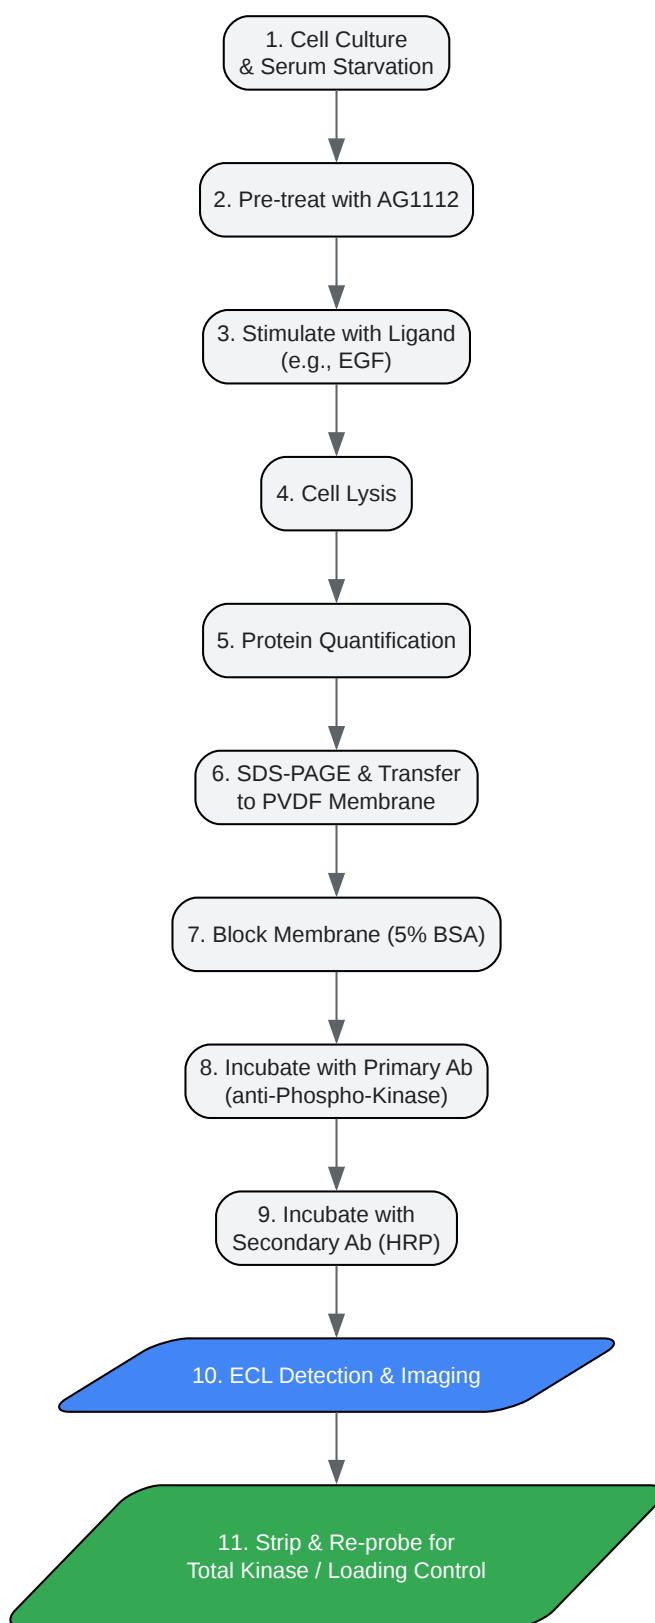 1. Cell Culture
& Serum Starvation
2. Pre-treat with AG1112
3. Stimulate with Ligand
(e.g., EGF)
4. Cell Lysis
5. Protein Quantification
6. SDS-PAGE & Transfer
to PVDF Membrane
7. Block Membrane (5% BSA)
8. Incubate with Primary Ab
(anti-Phospho-Kinase)
9. Incubate with
Secondary Ab (HRP)
10. ECL Detection & Imaging
11. Strip & Re-probe for
Total Kinase / Loading Control